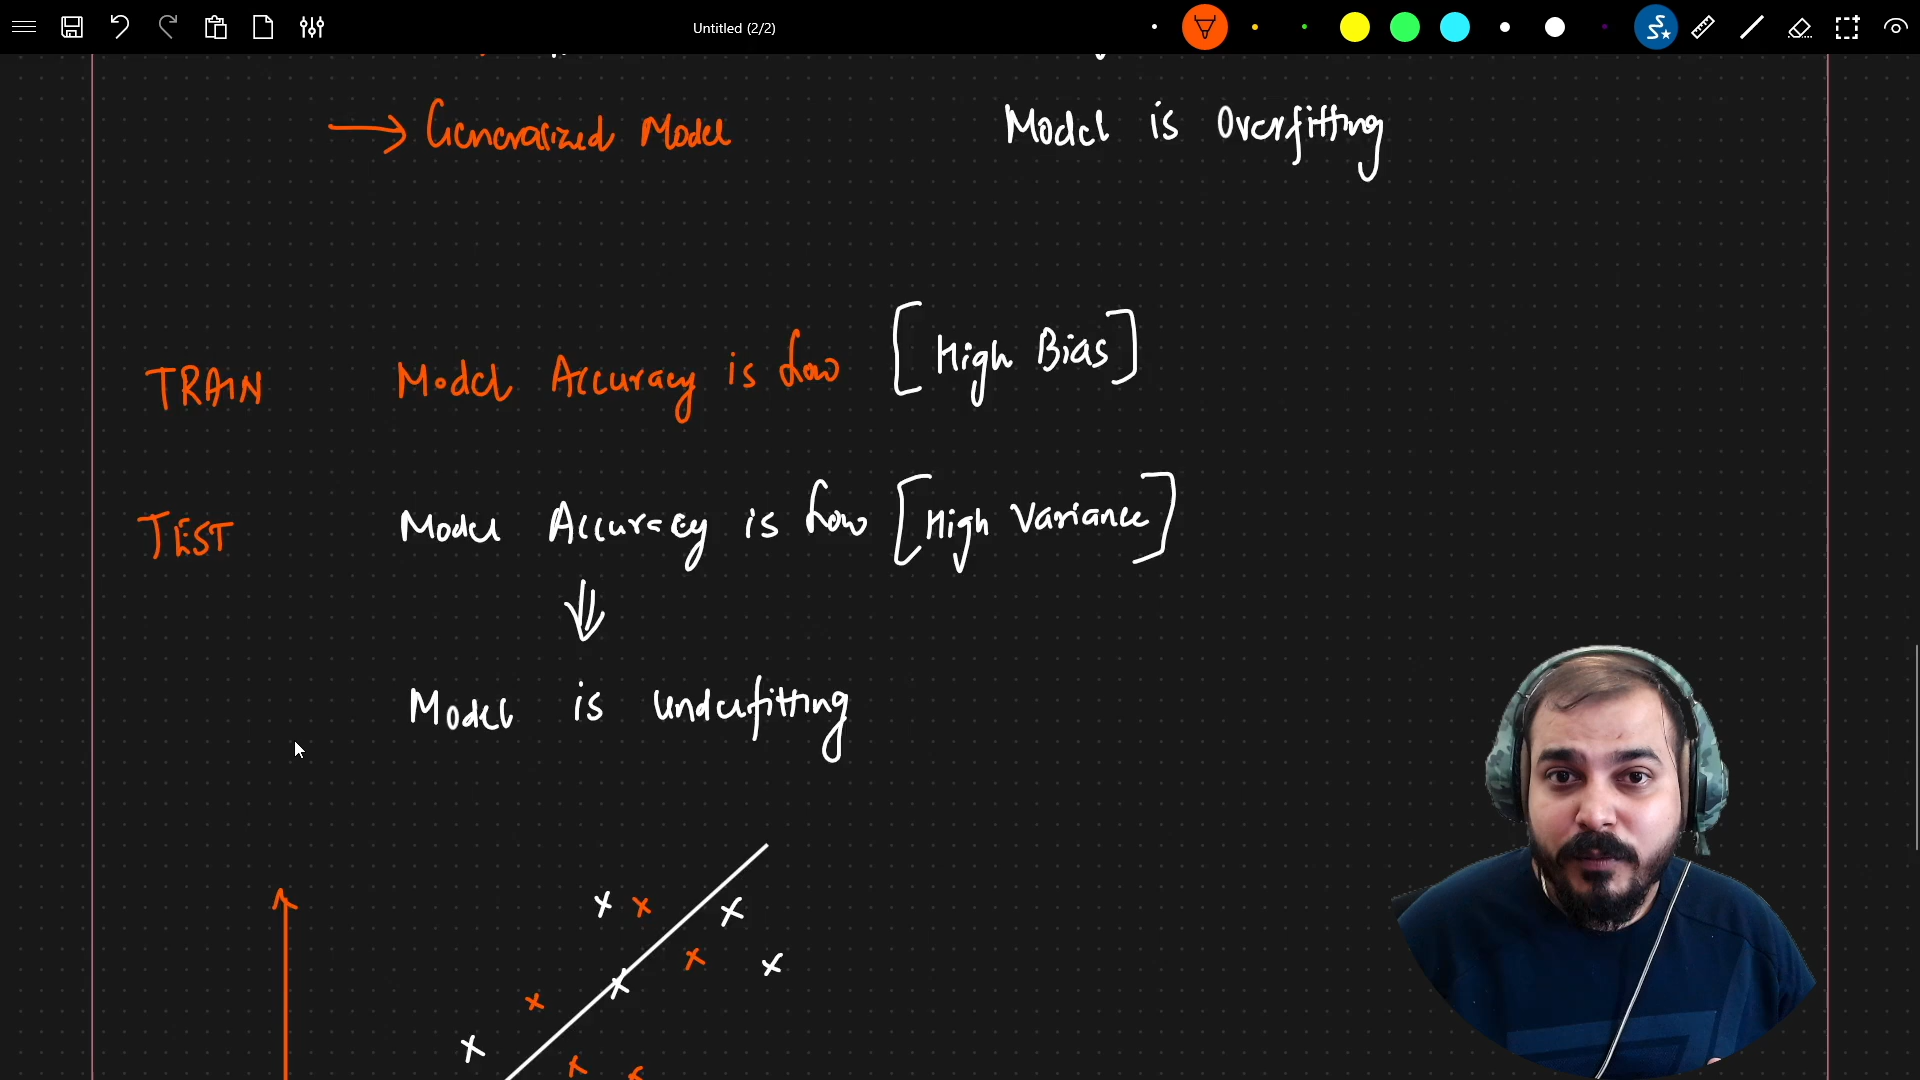 Untitled (2/2)
→ Generalized Model
Model is Overfitting
TRAIN Model Accuracy is Low [High Bias]
TEST Model Accuracy is Low [High Variance]
Model is Underfitting